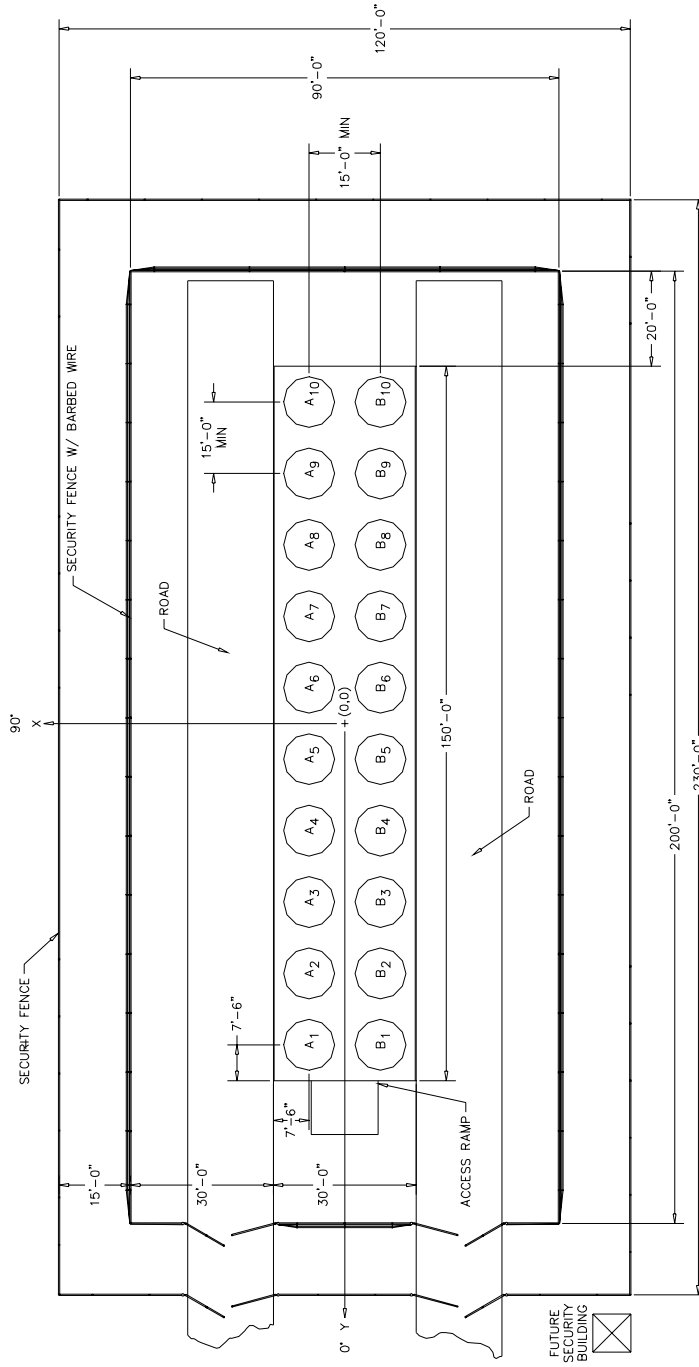 120'-0"
90'-0"
15'-0" MIN
SECURITY FENCE W/ BARBED WIRE
15'-0"
MIN
20'-0"
ROAD
90°
X
A10
A9
A8
A7
A6
A5
A4
A3
A2
A1
B10
B9
B8
B7
B6
B5
B4
B3
B2
B1
+(0,0)
150'-0"
200'-0"
230'-0"
ROAD
SECURITY FENCE
7'-6"
7'-6"
15'-0"
30'-0"
30'-0"
ACCESS RAMP
0° Y
FUTURE
SECURITY
BUILDING